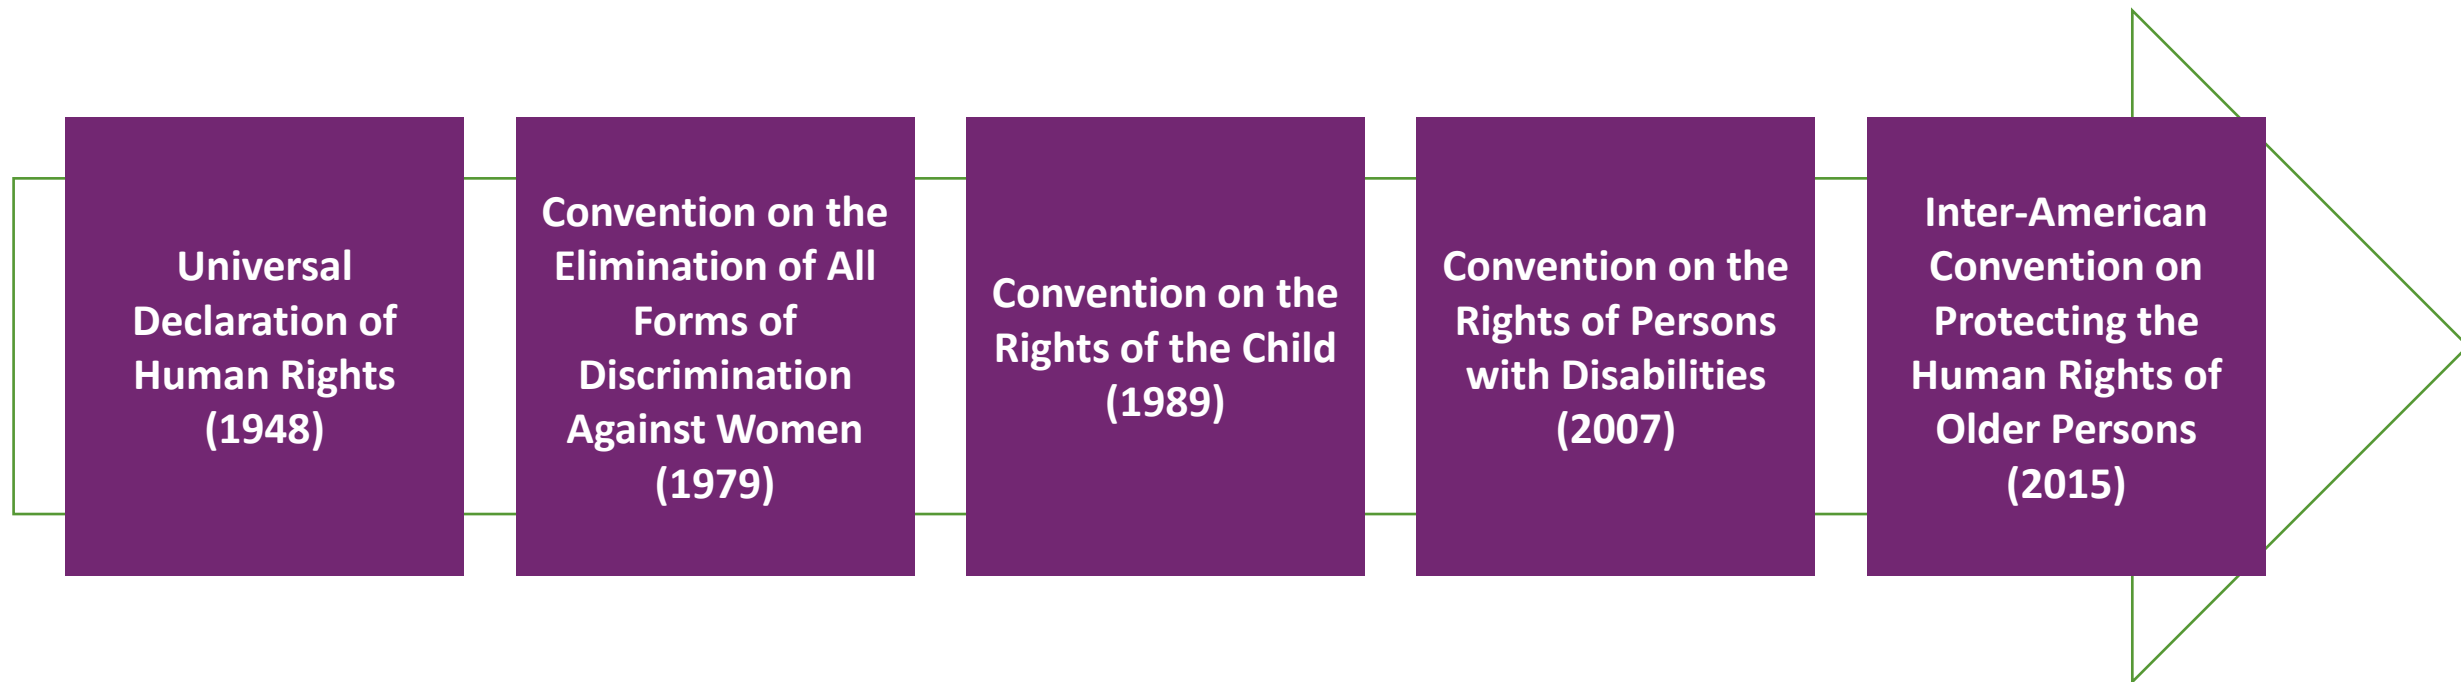 Universal
Declaration of
Human Rights
(1948)
Convention on the
Elimination of All
Forms of
Discrimination
Against Women
(1979)
Convention on the
Rights of the Child
(1989)
Convention on the
Rights of Persons
with Disabilities
(2007)
Inter-American
Convention on
Protecting the
Human Rights of
Older Persons
(2015)